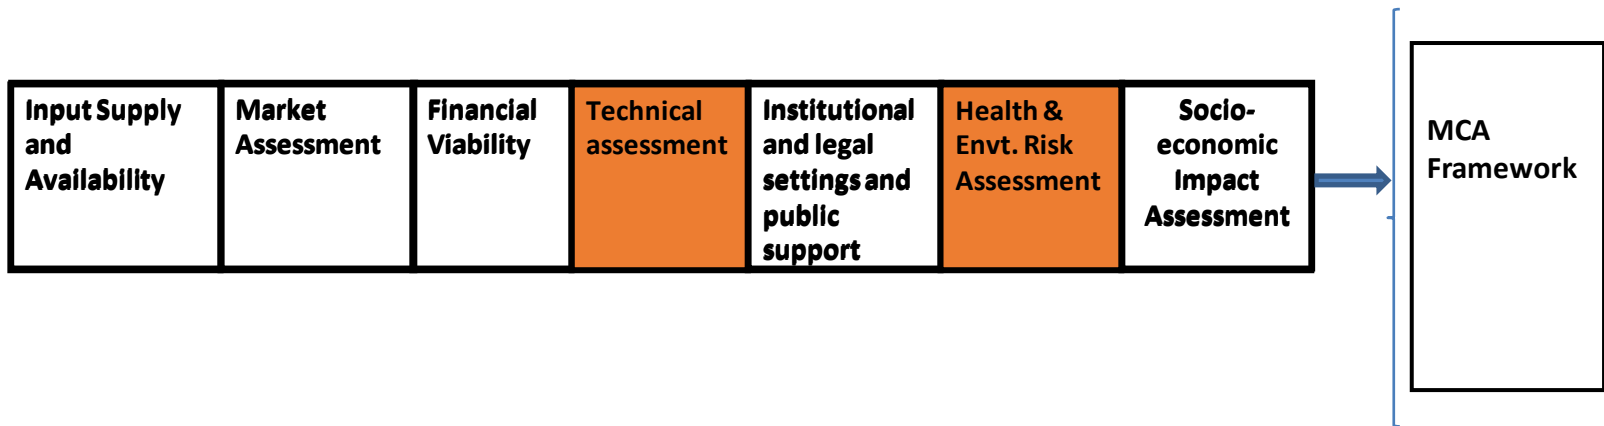 Input Supply
and
Availability
Market
Assessment
Financial
Viability
Technical
assessment
Institutional
and legal
settings and
public
support
Health &
Envt. Risk
Assessment
Socio-
economic
Impact
Assessment
MCA
Framework